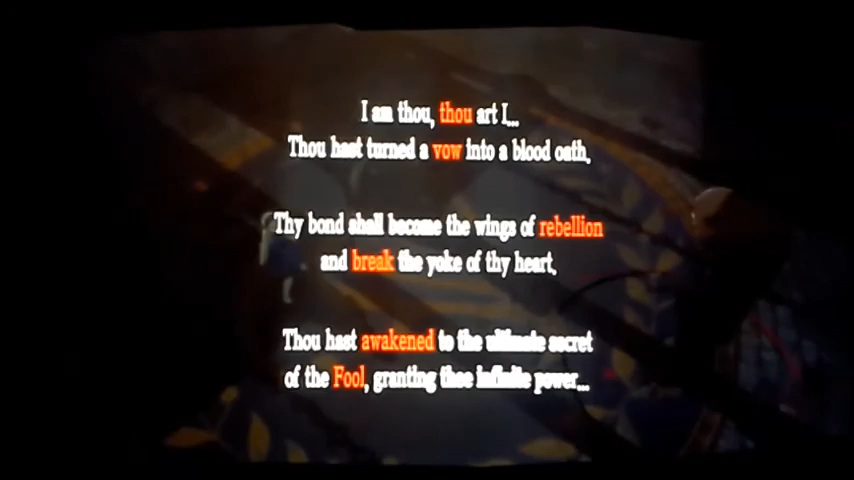 I am thou, thou art I...
Thou hast turned a vow into a blood oath.
Thy bond shall become the wings of rebellion
and break the yoke of thy heart.
Thou hast awakened to the ultimate secret
of the Fool, granting thee infinite power...